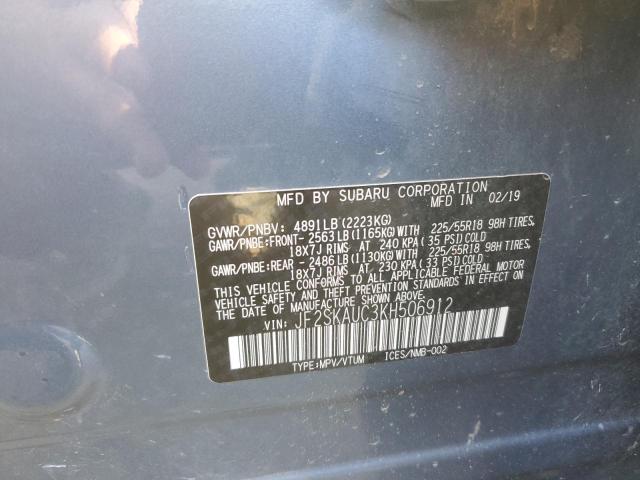 MFD BY SUBARU CORPORATION
MFD IN 02/19
GVWR/PNBV: 4891LB(2223KG)
GAWR/PNBE:FRONT- 2563LB(1165KG)WITH 225/55R18 98H TIRES,
18X7J RIMS AT 240 KPA(35 PSI)COLD
GAWR/PNBE:REAR - 2486LB(1130KG)WITH 225/55R18 98H TIRES,
18X7J RIMS AT 230 KPA(33 PSI)COLD
THIS VEHICLE CONFORMS TO ALL APPLICABLE FEDERAL MOTOR
VEHICLE SAFETY AND THEFT PREVENTION STANDARDS IN EFFECT ON
THE DATE OF MANUFACTURE SHOWN ABOVE.
VIN: JF2SKAUC3KH506912
TYPE:MPV/VTUM ICES/NMB-002